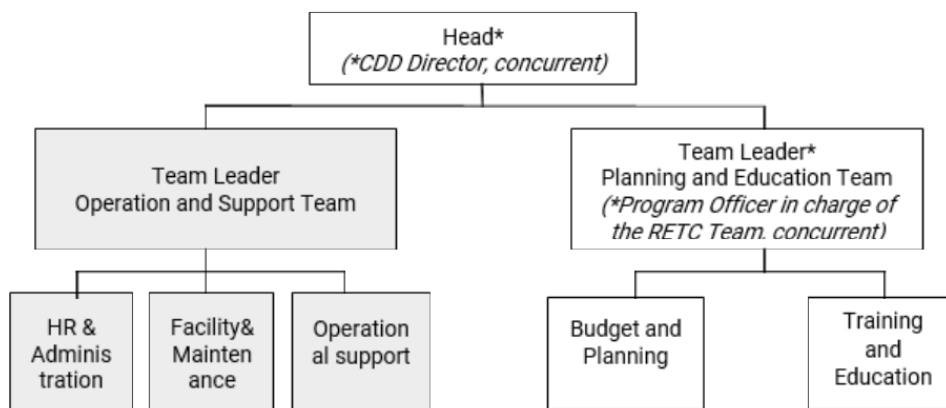 Head*
(*CDD Director, concurrent)
Team Leader
Operation and Support Team
Team Leader*
Planning and Education Team
(*Program Officer in charge of
the RETC Team, concurrent)
HR &
Adminis
tration
Facility&
Mainten
ance
Operation
al support
Budget and
Planning
Training
and
Education